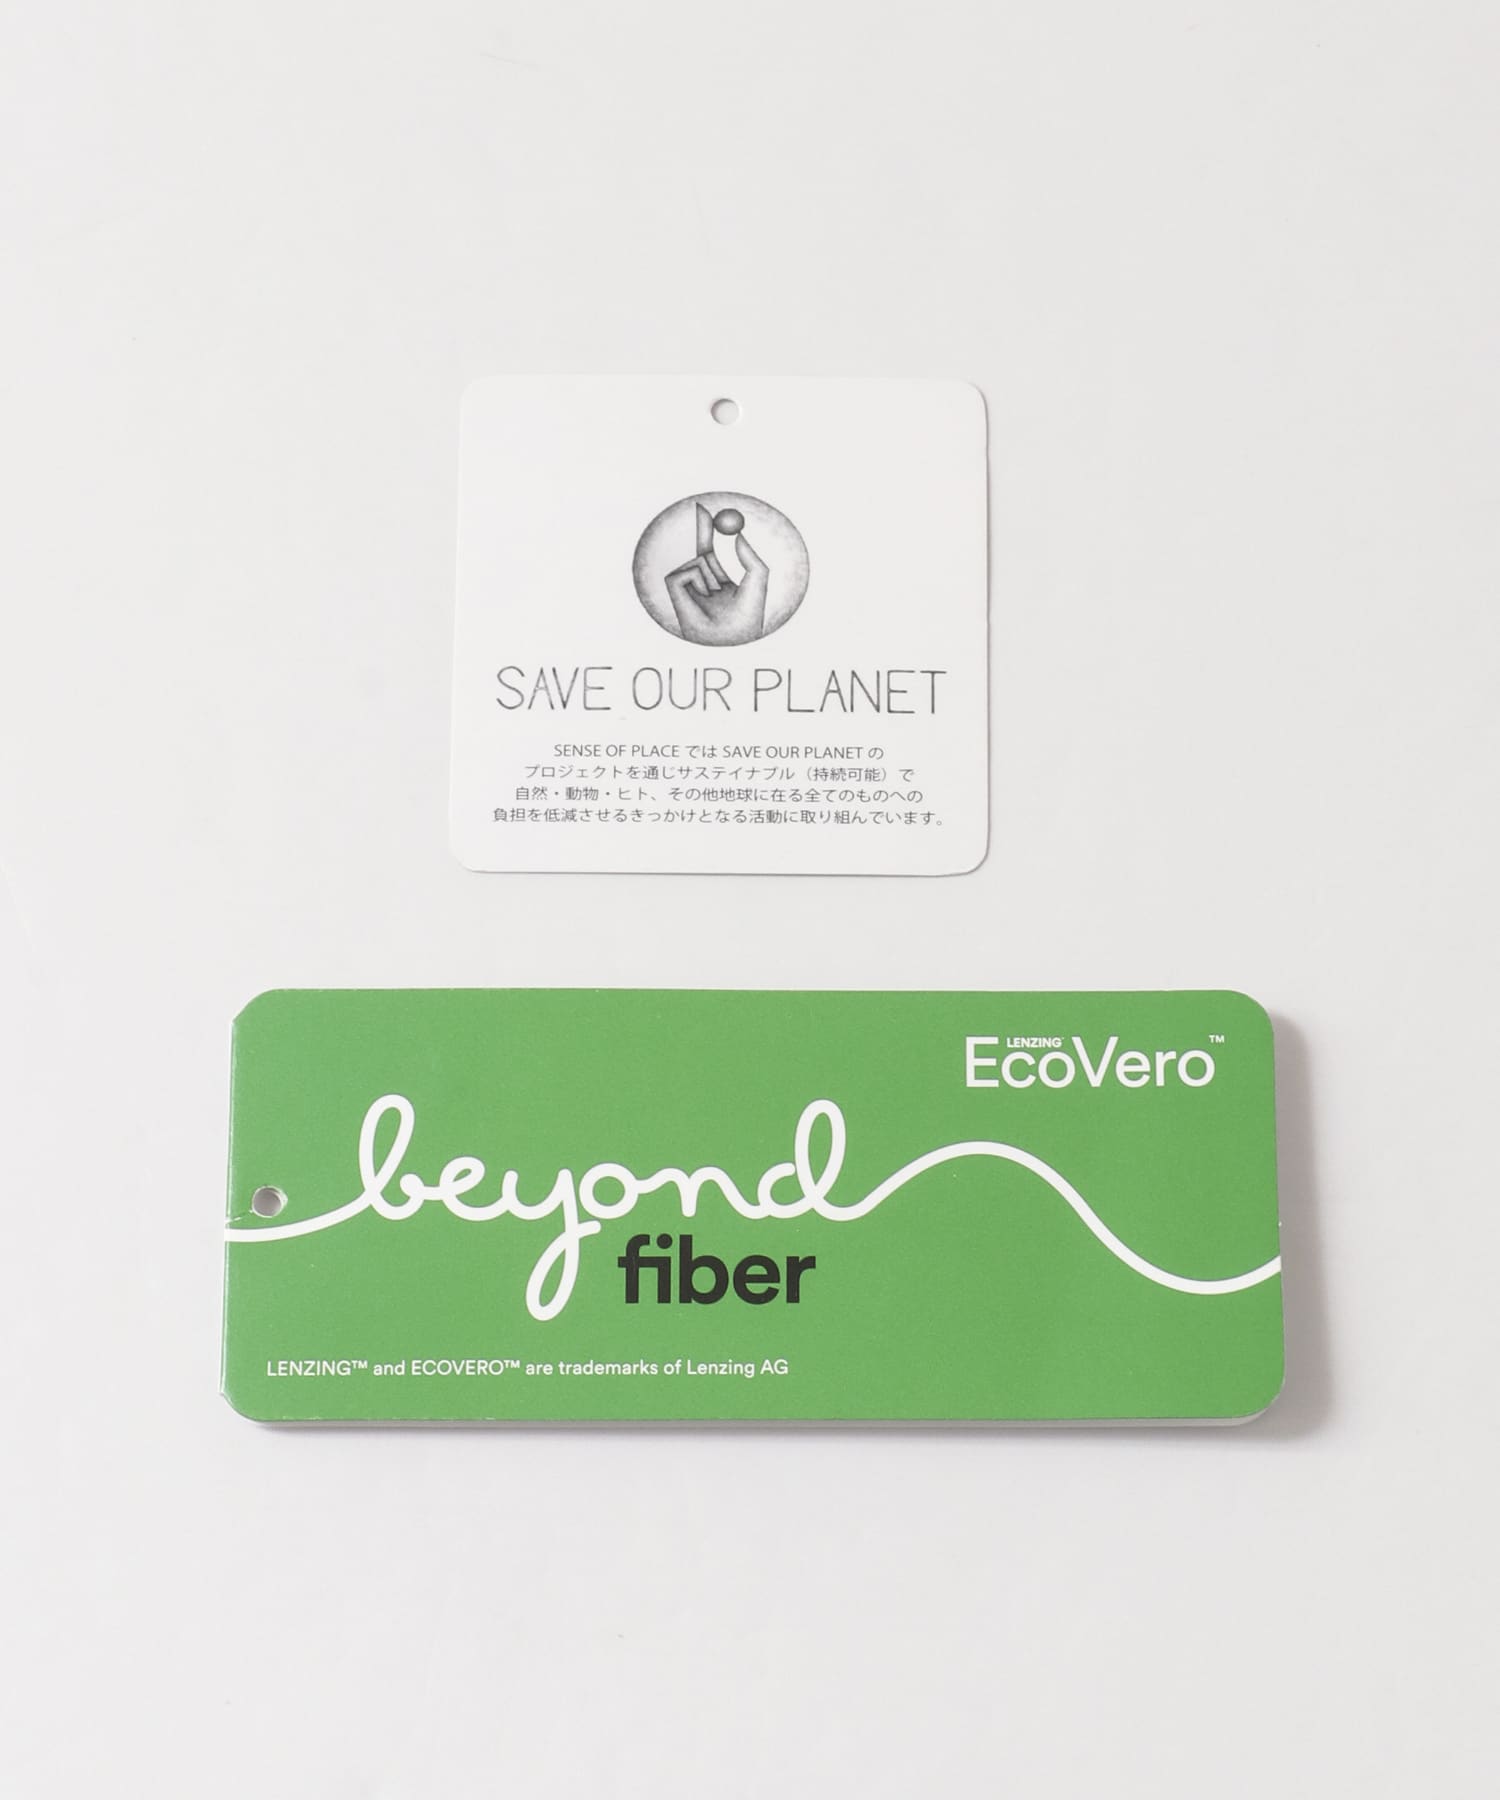 SAVE OUR PLANET
SENSE OF PLACE では SAVE OUR PLANET の
プロジェクトを通じサステイナブル（持続可能）で
自然・動物・ヒト、その他地球に在る全てのものへの
負担を低減させるきっかけとなる活動に取り組んでいます。
LENZING™
EcoVero™
beyond
fiber
LENZING™ and ECOVERO™ are trademarks of Lenzing AG